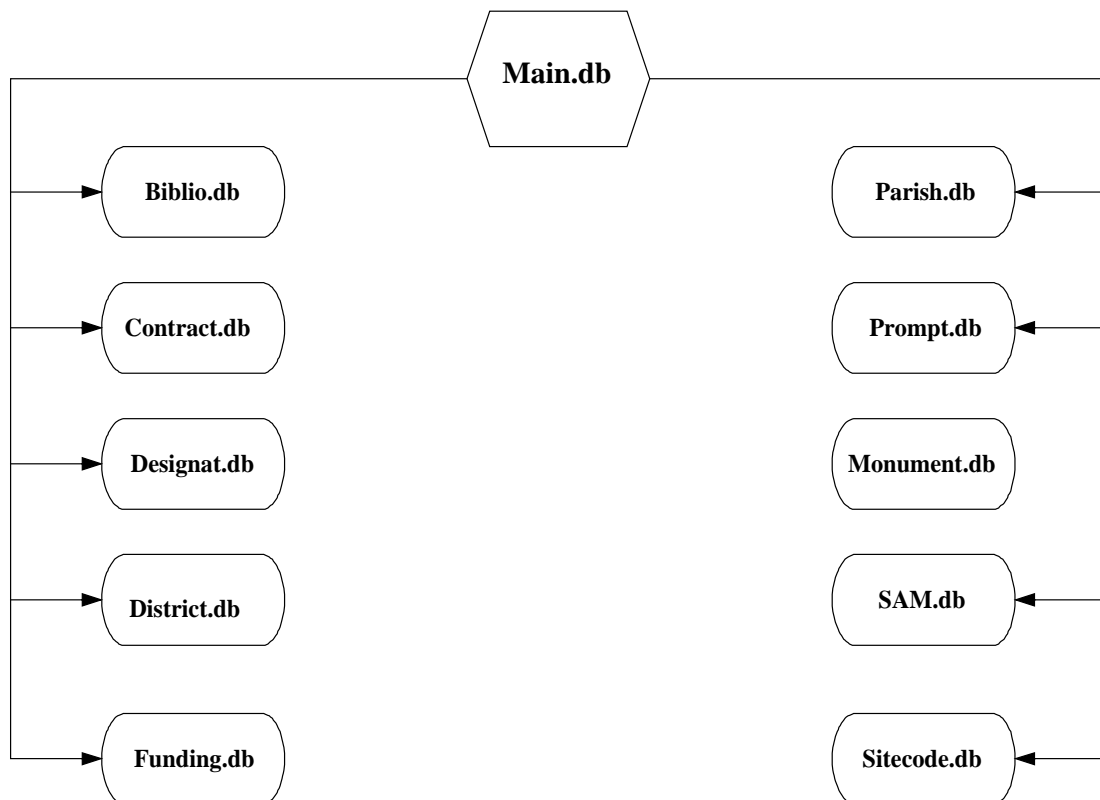 Main.db
Biblio.db
Parish.db
Contract.db
Prompt.db
Designat.db
Monument.db
District.db
SAM.db
Funding.db
Sitecode.db